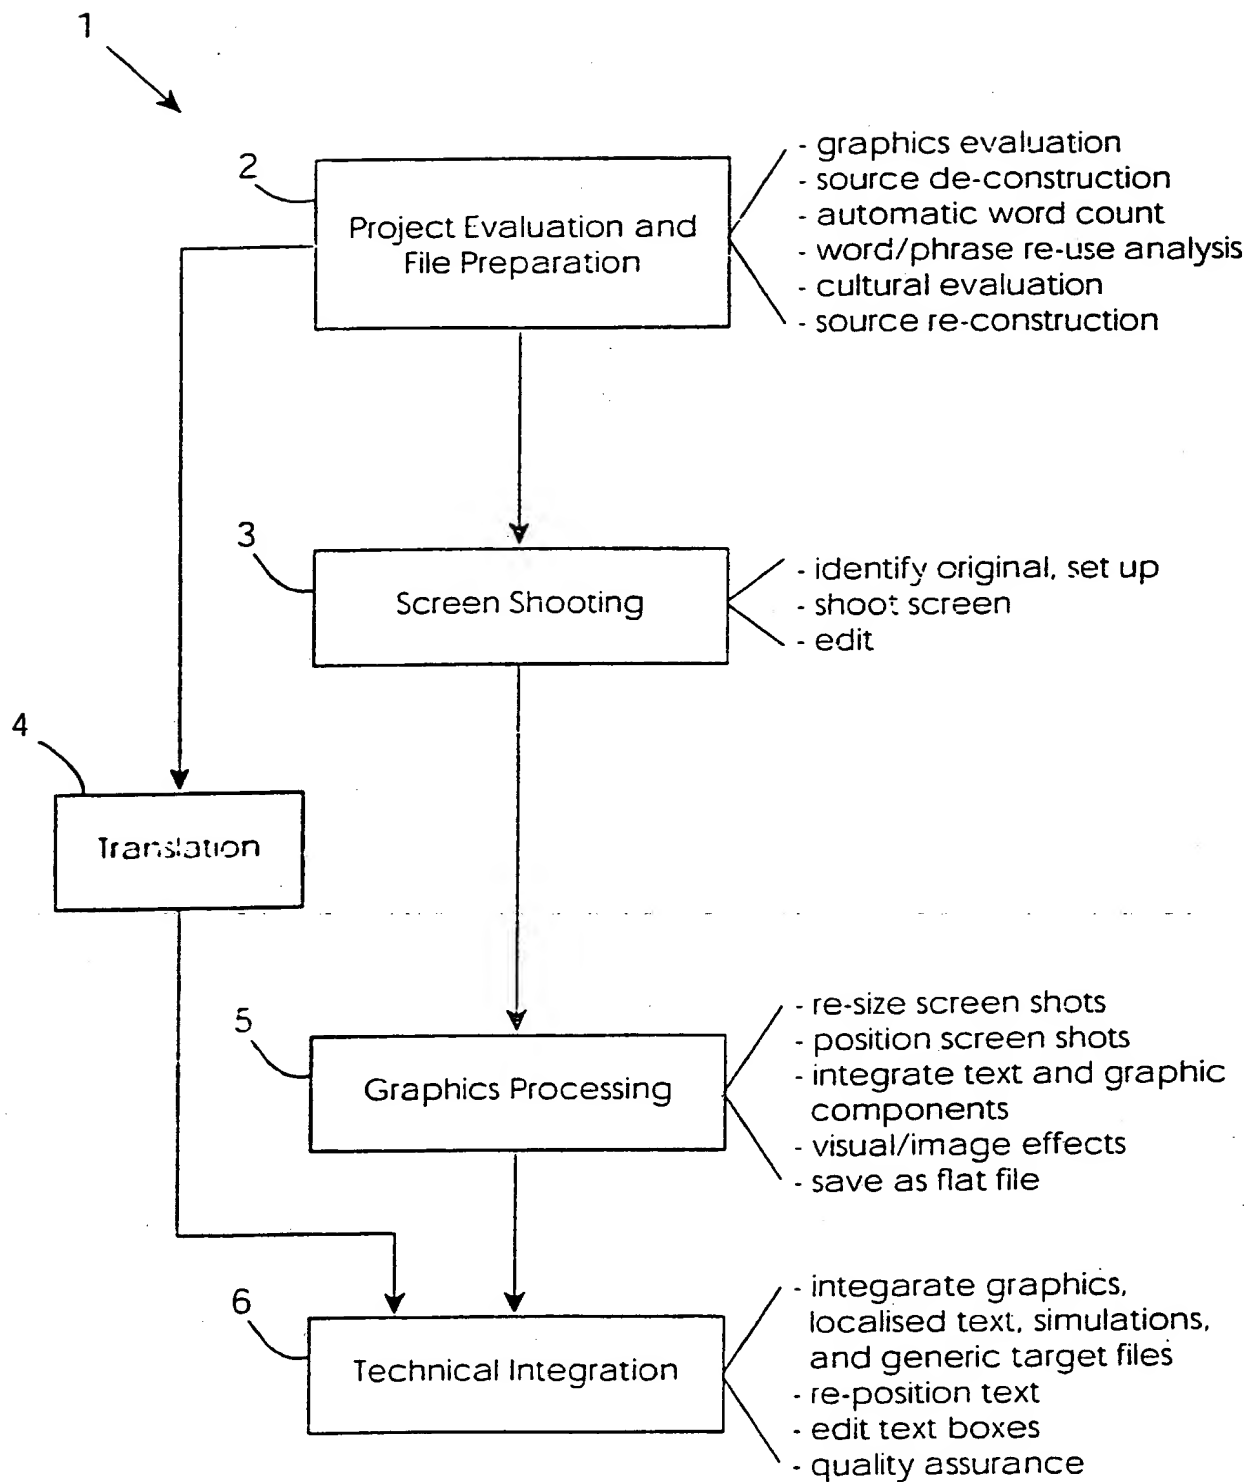 1
2
Project Evaluation and
File Preparation
- graphics evaluation
- source de-construction
- automatic word count
- word/phrase re-use analysis
- cultural evaluation
- source re-construction
3
Screen Shooting
- identify original, set up
- shoot screen
- edit
4
Translation
5
Graphics Processing
- re-size screen shots
- position screen shots
- integrate text and graphic
components
- visual/image effects
- save as flat file
6
Technical Integration
- integarate graphics,
localised text, simulations,
and generic target files
- re-position text
- edit text boxes
- quality assurance